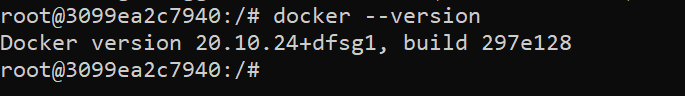 root@3099ea2c7940:/# docker --version
Docker version 20.10.24+dfsg1, build 297e128
root@3099ea2c7940:/#